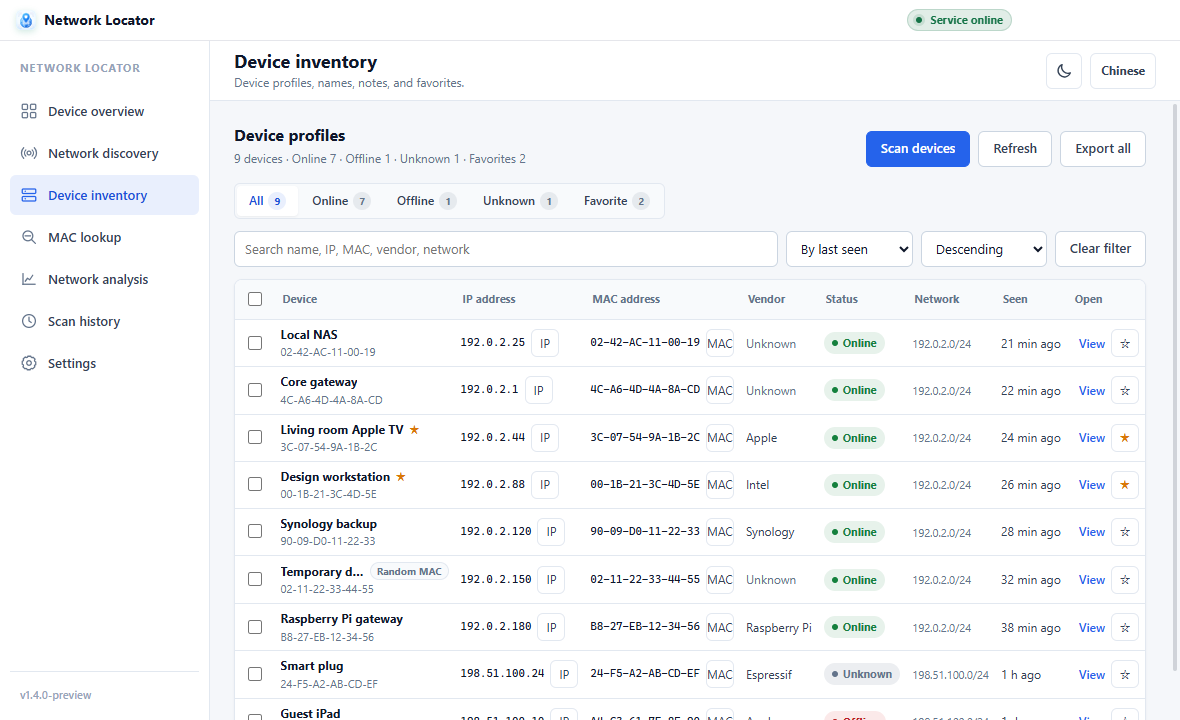 Network Locator
Service online
NETWORK LOCATOR
Device overview
Network discovery
Device inventory
MAC lookup
Network analysis
Scan history
Settings
v1.4.0-preview
Device inventory
Device profiles, names, notes, and favorites.
Chinese
Device profiles
9 devices · Online 7 · Offline 1 · Unknown 1 · Favorites 2
Scan devices
Refresh
Export all
All 9
Online 7
Offline 1
Unknown 1
Favorite 2
Search name, IP, MAC, vendor, network
By last seen
Descending
Clear filter
Device IP address MAC address Vendor Status Network Seen Open
Local NAS
02-42-AC-11-00-19
192.0.2.25 IP 02-42-AC-11-00-19 MAC Unknown Online 192.0.2.0/24 21 min ago View ☆
Core gateway
4C-A6-4D-4A-8A-CD
192.0.2.1 IP 4C-A6-4D-4A-8A-CD MAC Unknown Online 192.0.2.0/24 22 min ago View ☆
Living room Apple TV ★
3C-07-54-9A-1B-2C
192.0.2.44 IP 3C-07-54-9A-1B-2C MAC Apple Online 192.0.2.0/24 24 min ago View ★
Design workstation ★
00-1B-21-3C-4D-5E
192.0.2.88 IP 00-1B-21-3C-4D-5E MAC Intel Online 192.0.2.0/24 26 min ago View ★
Synology backup
90-09-D0-11-22-33
192.0.2.120 IP 90-09-D0-11-22-33 MAC Synology Online 192.0.2.0/24 28 min ago View ☆
Temporary d... Random MAC
02-11-22-33-44-55
192.0.2.150 IP 02-11-22-33-44-55 MAC Unknown Online 192.0.2.0/24 32 min ago View ☆
Raspberry Pi gateway
B8-27-EB-12-34-56
192.0.2.180 IP B8-27-EB-12-34-56 MAC Raspberry Pi Online 192.0.2.0/24 38 min ago View ☆
Smart plug
24-F5-A2-AB-CD-EF
198.51.100.24 IP 24-F5-A2-AB-CD-EF MAC Espressif Unknown 198.51.100.0/24 1 h ago View ☆
Guest iPad